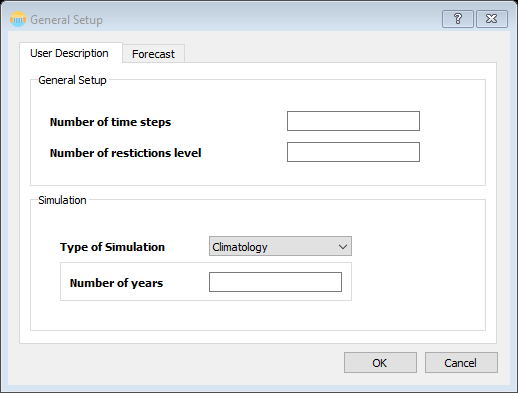 General Setup
User Description
Forecast
General Setup
Number of time steps
Number of restictions level
Simulation
Type of Simulation
Climatology
Number of years
OK
Cancel